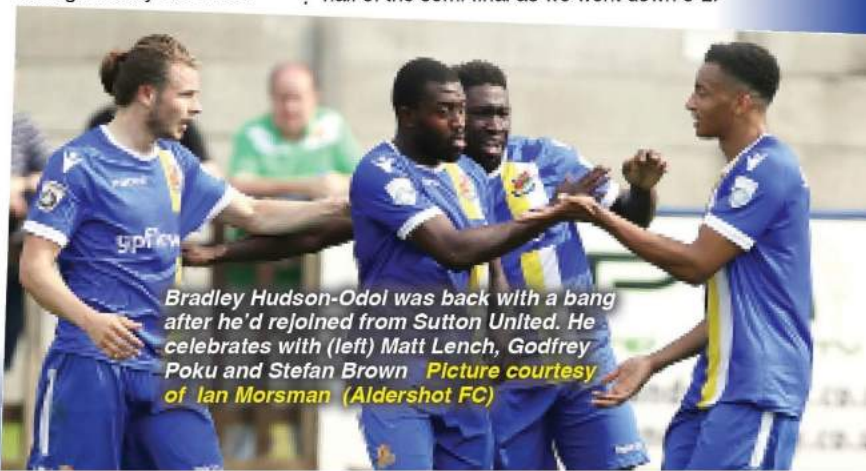 half of the semi-final as we went down 3-2.
gpflow
Bradley Hudson-Odoi was back with a bang
after he'd rejoined from Sutton United. He
celebrates with (left) Matt Lench, Godfrey
Poku and Stefan Brown Picture courtesy
of Ian Morsman (Aldershot FC)